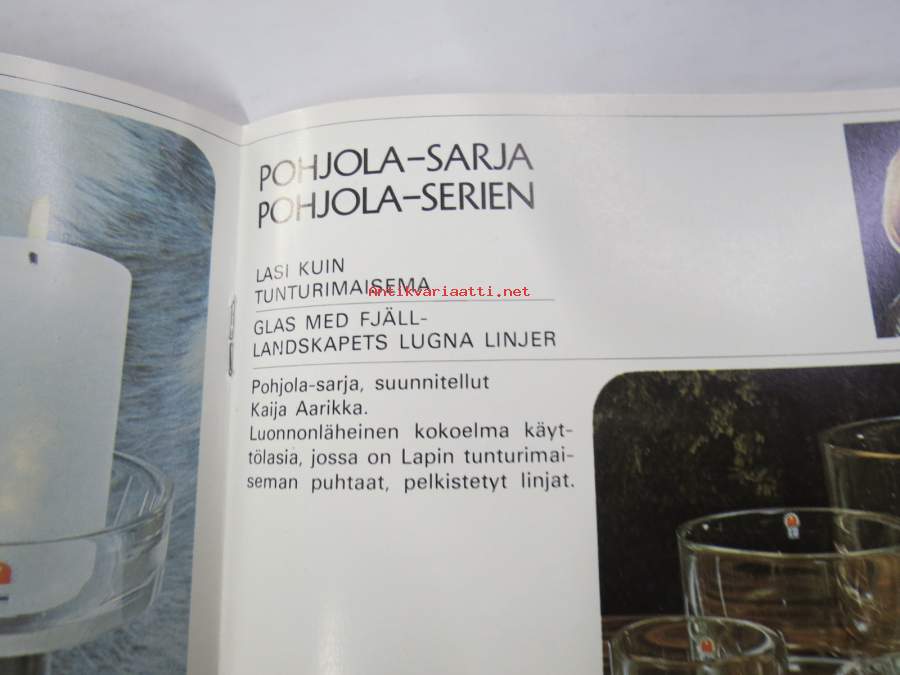 POHJOLA-SARJA
POHJOLA-SERIEN
LASI KUIN
TUNTURIMAISEMA
antikvariaatti.net
GLAS MED FJÄLL-
LANDSKAPETS LUGNA LINJER
Pohjola-sarja, suunnitellut
Kaija Aarikka.
Luonnonläheinen kokoelma käyt-
tölasia, jossa on Lapin tunturimai-
seman puhtaat, pelkistetyt linjat.